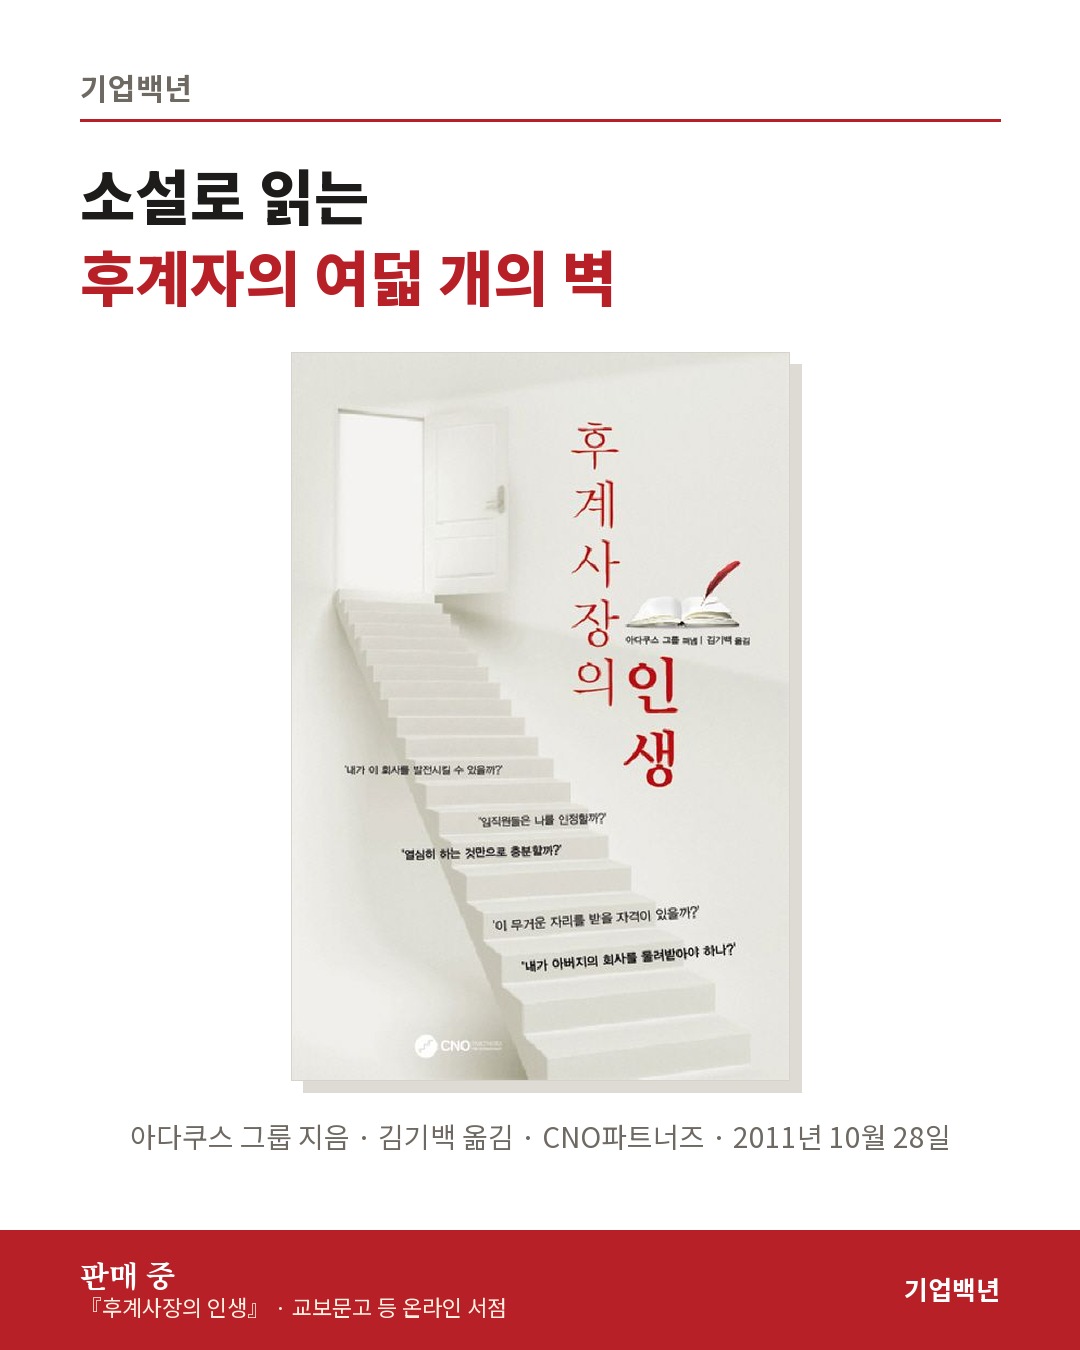 기업백년
소설로 읽는
후계자의 여덟 개의 벽
후계사장의
인생
아다쿠스 그룹 펴냄 | 김기백 옮김
'내가 이 회사를 발전시킬 수 있을까?'
'임직원들은 나를 인정할까?'
'열심히 하는 것만으로 충분할까?'
'이 무거운 자리를 받을 자격이 있을까?'
'내가 아버지의 회사를 물려받아야 하나?'
CNO
아다쿠스 그룹 지음 · 김기백 옮김 · CNO파트너즈 · 2011년 10월 28일
판매 중
『후계사장의 인생』 · 교보문고 등 온라인 서점
기업백년